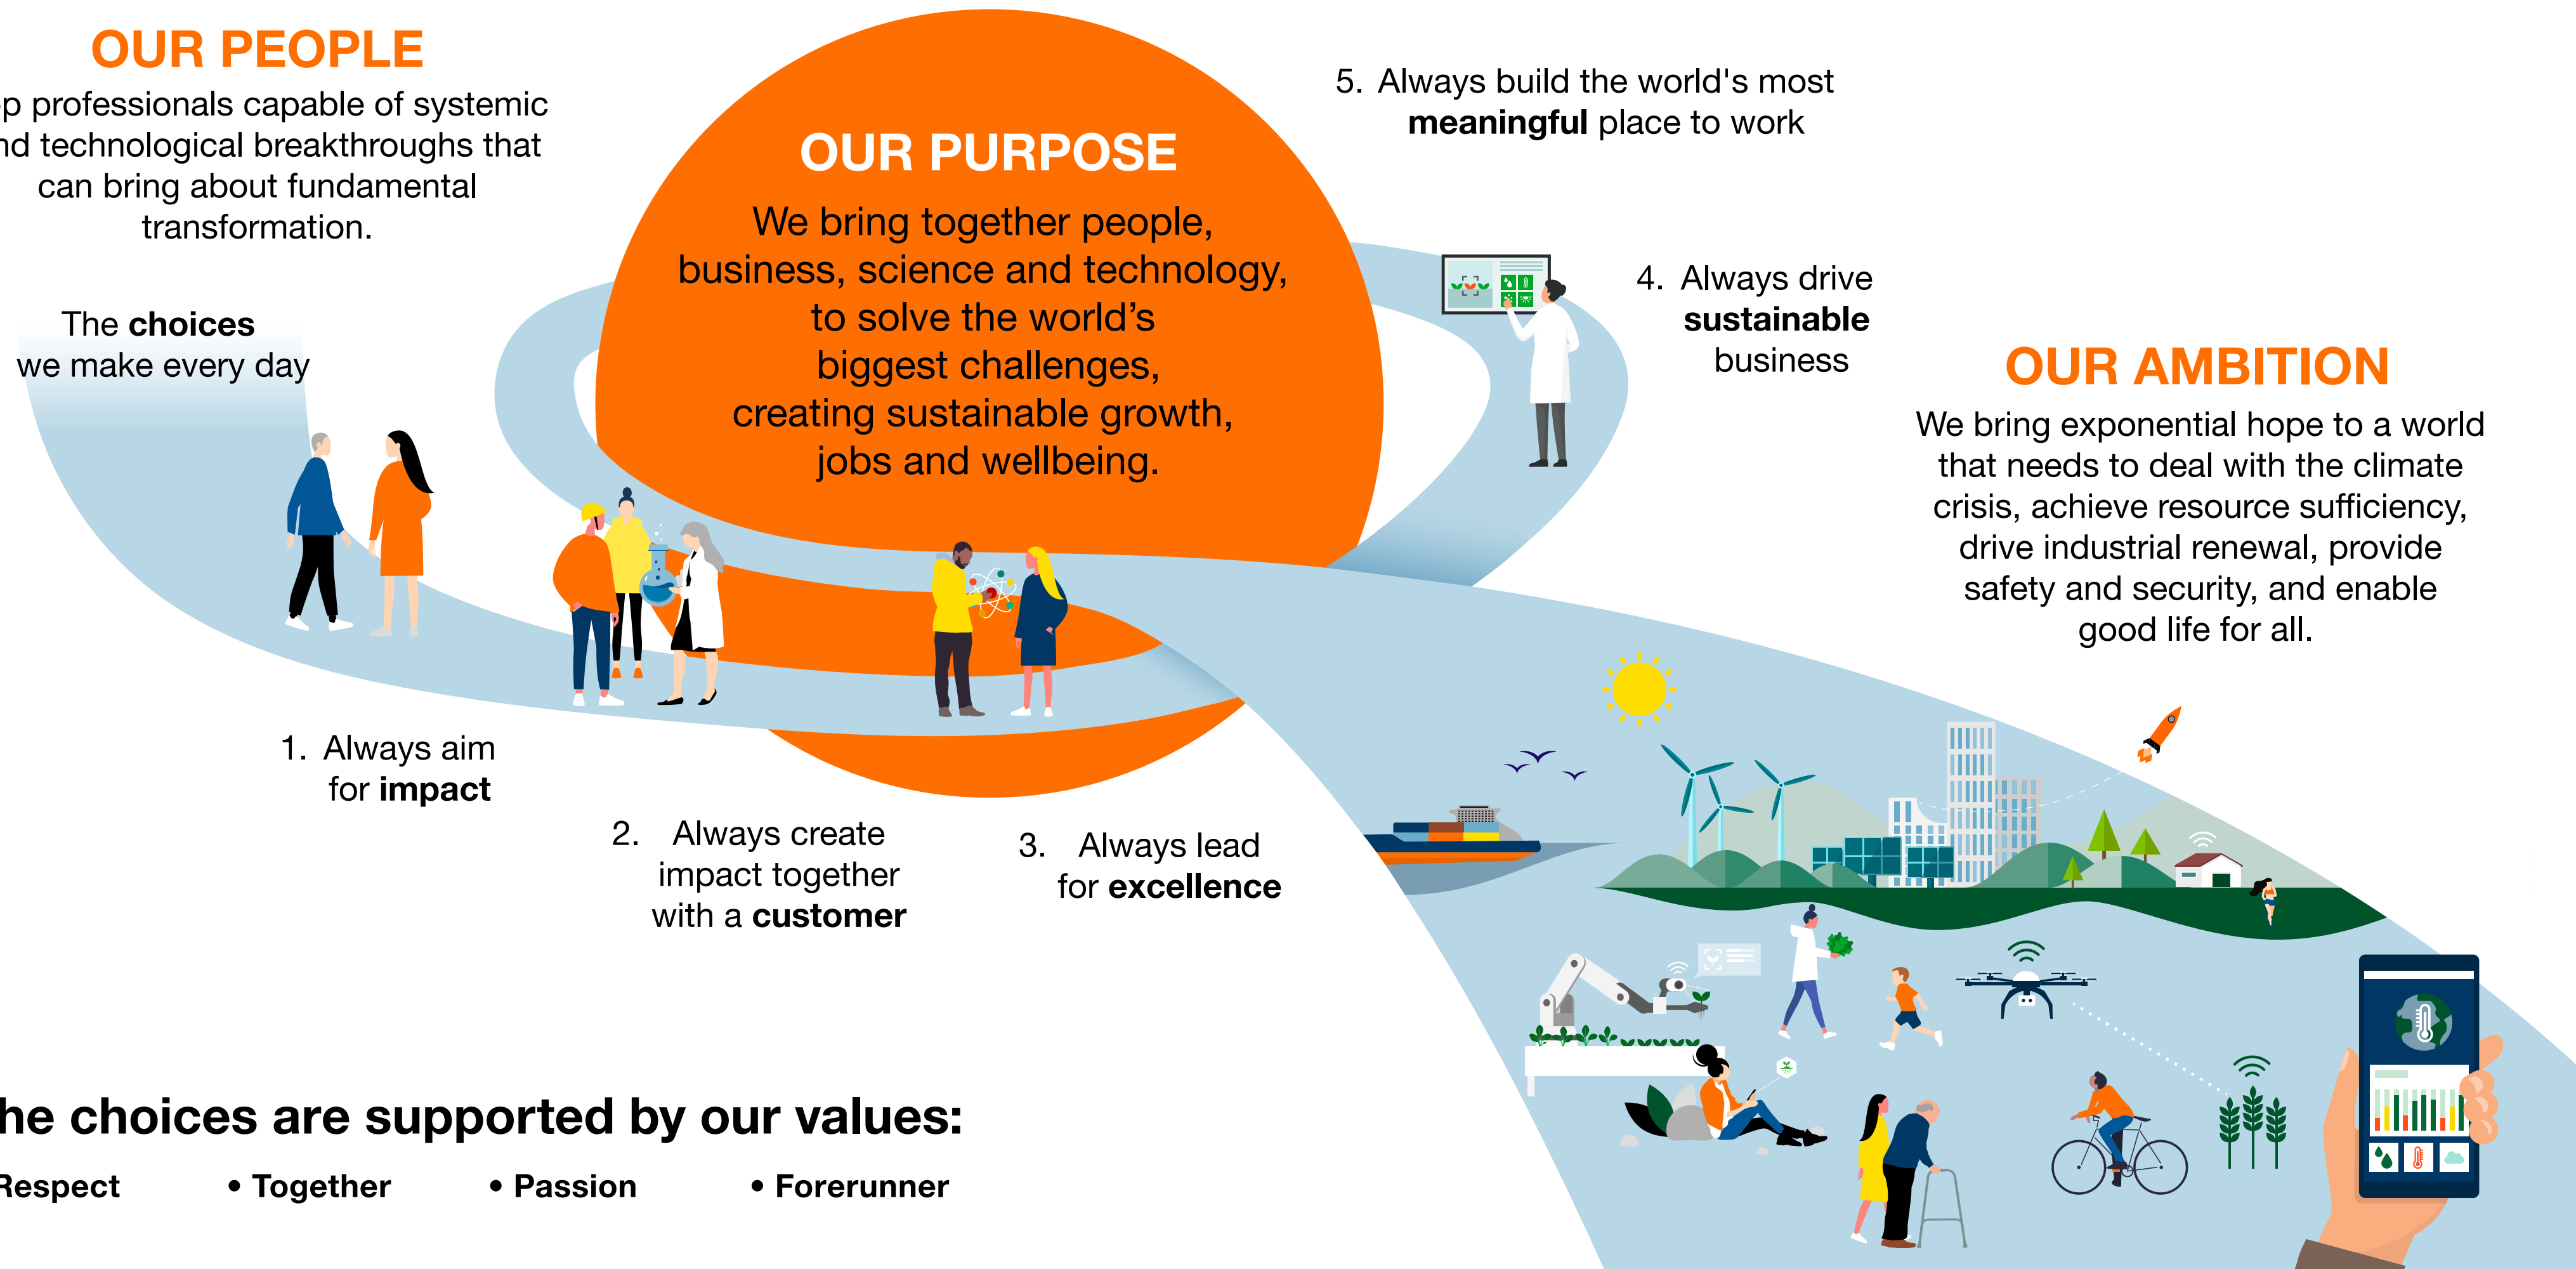 OUR PEOPLE
p professionals capable of systemic
nd technological breakthroughs that
can bring about fundamental
transformation.
The choices
we make every day
OUR PURPOSE
We bring together people,
business, science and technology,
to solve the world’s
biggest challenges,
creating sustainable growth,
jobs and wellbeing.
1. Always aim
for impact
2. Always create
impact together
with a customer
3. Always lead
for excellence
4. Always drive
sustainable
business
5. Always build the world's most
meaningful place to work
OUR AMBITION
We bring exponential hope to a world
that needs to deal with the climate
crisis, achieve resource sufficiency,
drive industrial renewal, provide
safety and security, and enable
good life for all.
he choices are supported by our values:
Respect • Together • Passion • Forerunner